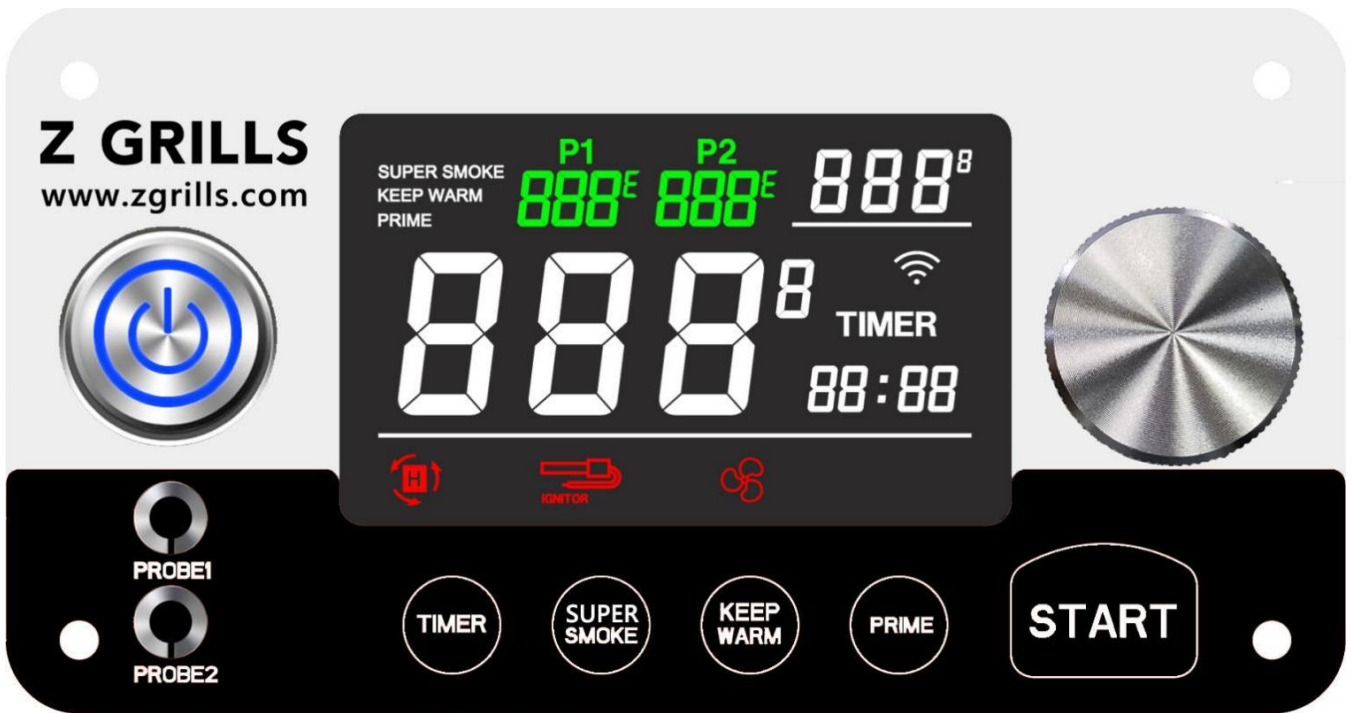 Z GRILLS
www.zgrills.com
SUPER SMOKE
KEEP WARM
PRIME
P1
888E
P2
888E
8888
8888
TIMER
88:88
H
IGNITOR
PROBE1
PROBE2
TIMER
SUPER
SMOKE
KEEP
WARM
PRIME
START